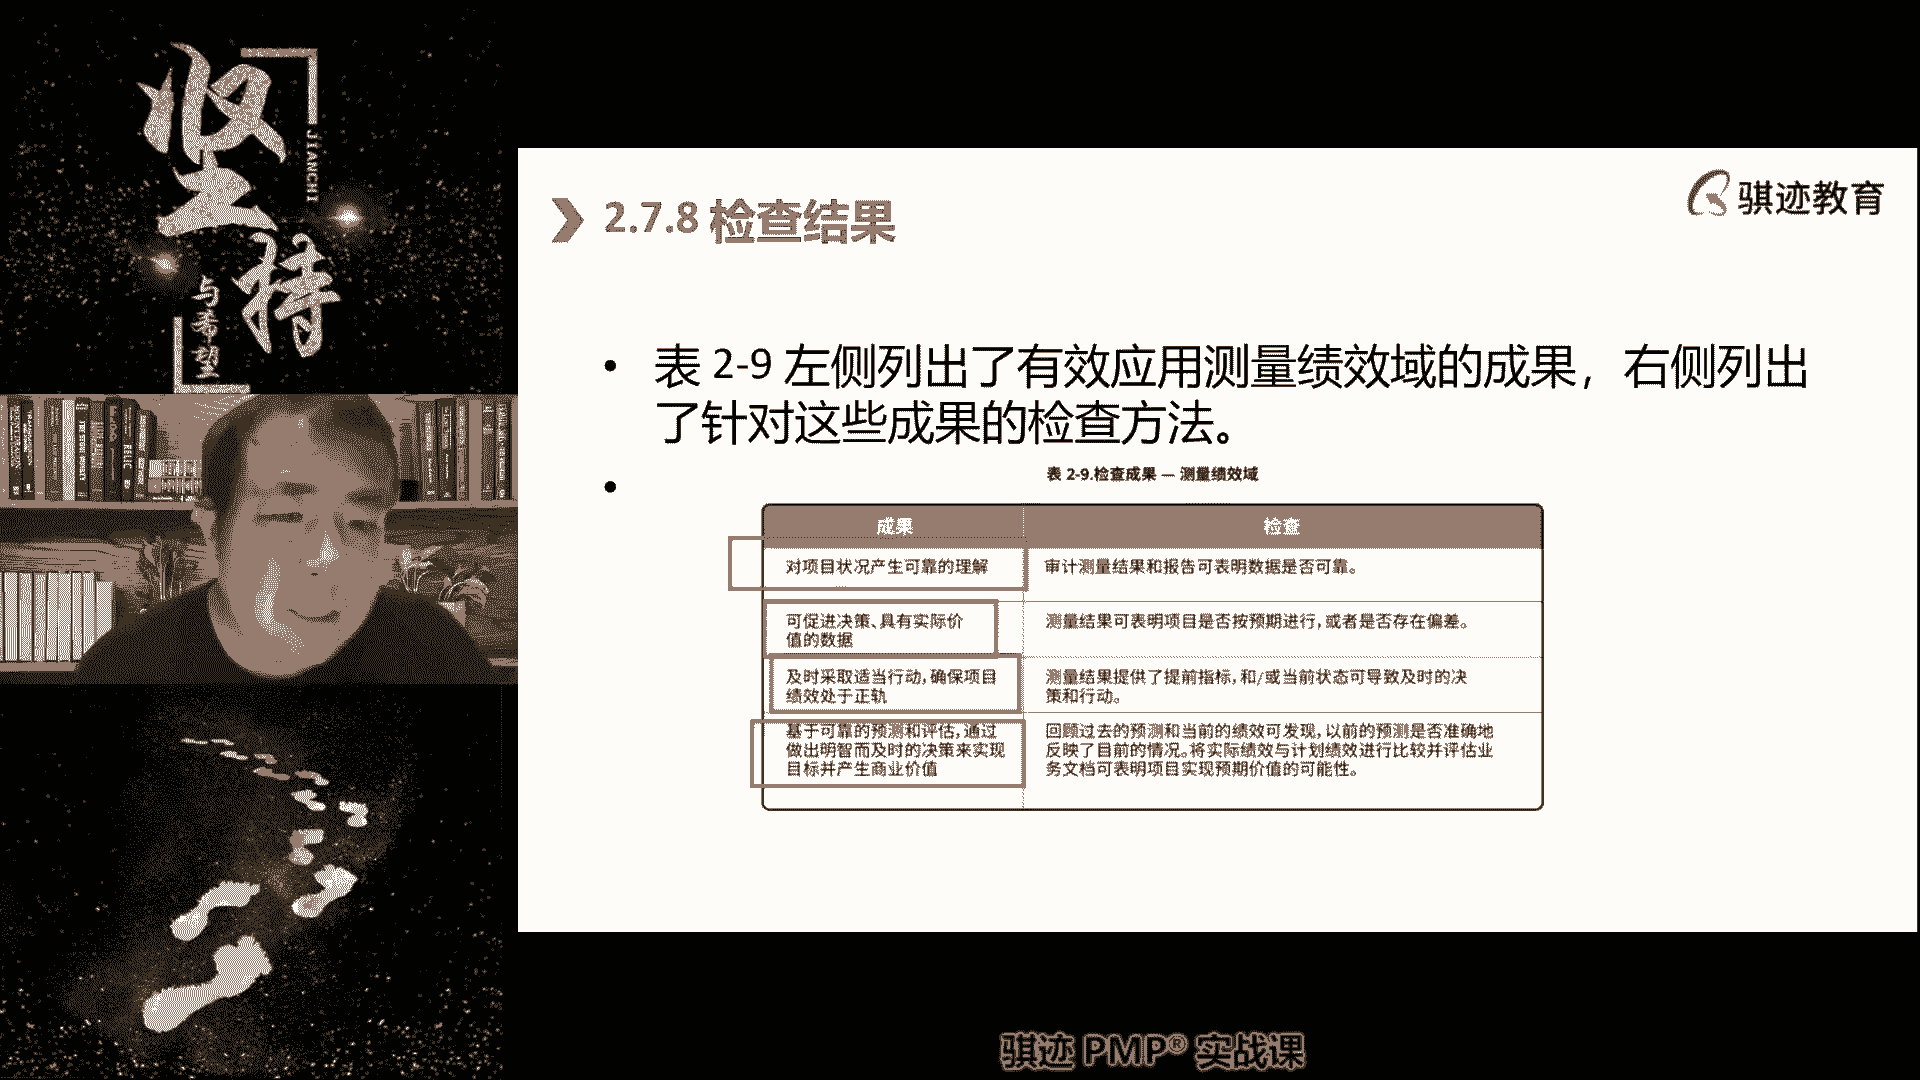 坚持
JIANCHI
与希望
骐迹教育
2.7.8 检查结果
• 表 2-9 左侧列出了有效应用测量绩效域的成果，右侧列出
了针对这些成果的检查方法。
表 2-9.检查成果 — 测量绩效域
成果 检查
对项目状况产生可靠的理解 审计测量结果和报告可表明数据是否可靠。
可促进决策、具有实际价
值的数据
测量结果可表明项目是否按预期进行，或者是否存在偏差。
及时采取适当行动，确保项目
绩效处于正轨
测量结果提供了提前指标，和/或当前状态可导致及时的决
策和行动。
基于可靠的预测和评估，通过
做出明智而及时的决策来实现
目标并产生商业价值
回顾过去的预测和当前的绩效可发现，以前的预测是否准确地
反映了目前的情况。将实际绩效与计划绩效进行比较并评估业
务文档可表明项目实现预期价值的可能性。
骐迹 PMP® 实战课